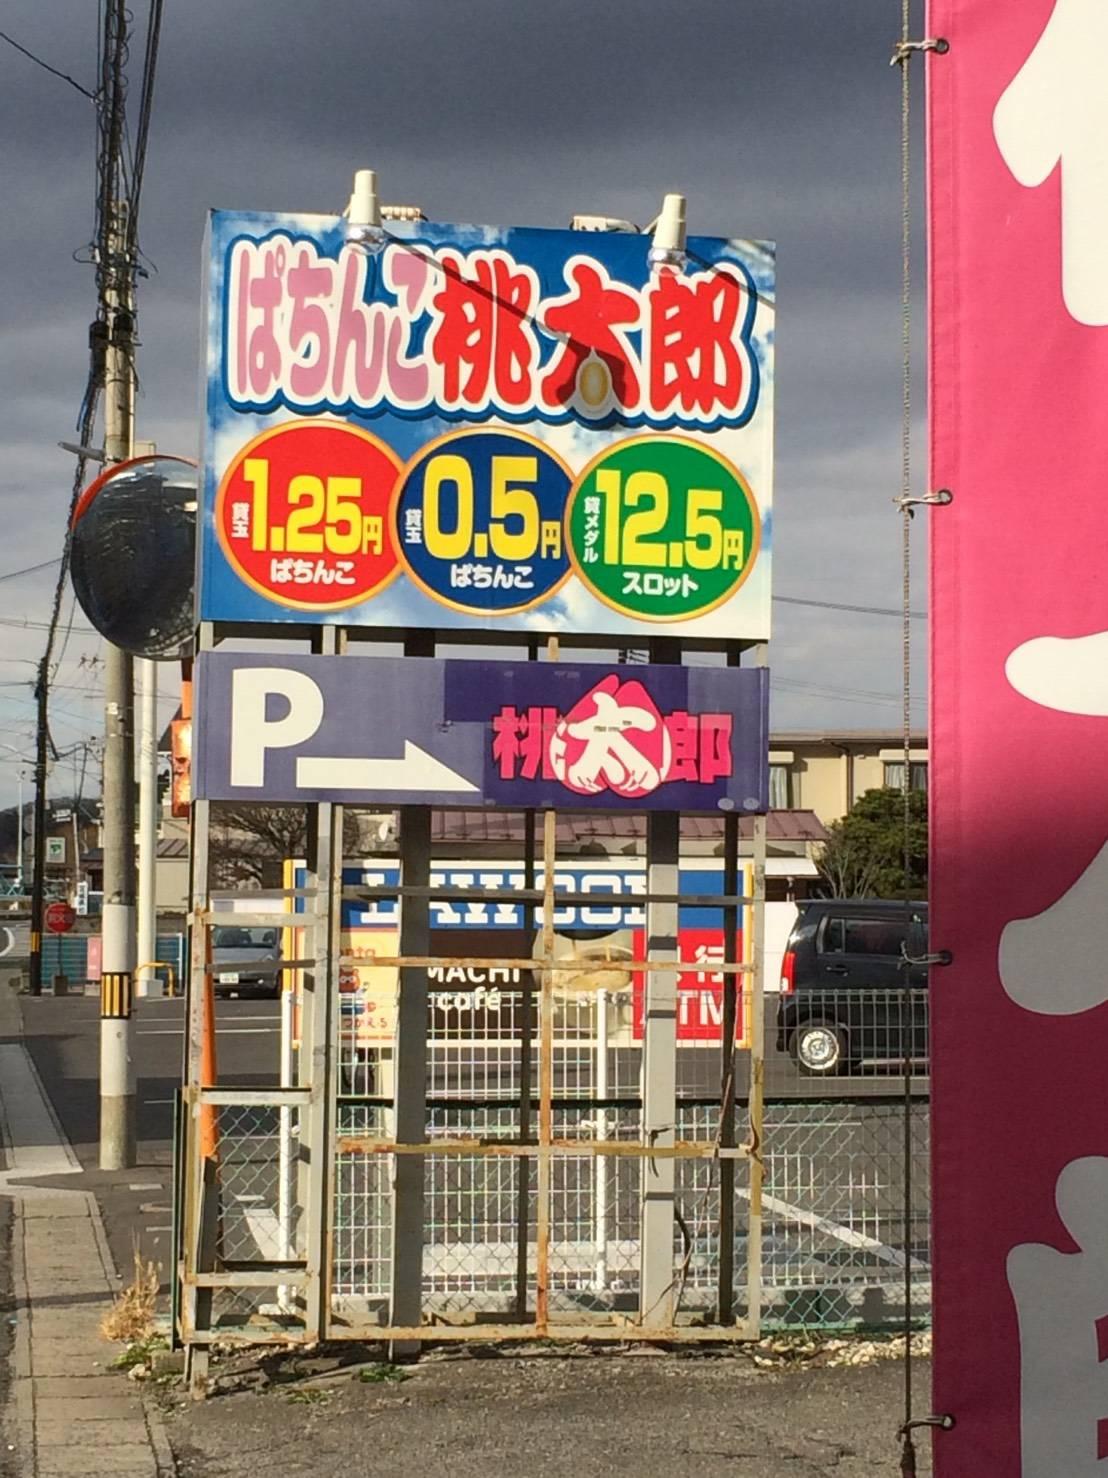 ぱちんこ桃太郎
貸玉 1.25円 ぱちんこ
貸玉 0.5円 ぱちんこ
貸メダル 12.5円 スロット
P 桃太郎
LAWSON
MACHI
café
ATM